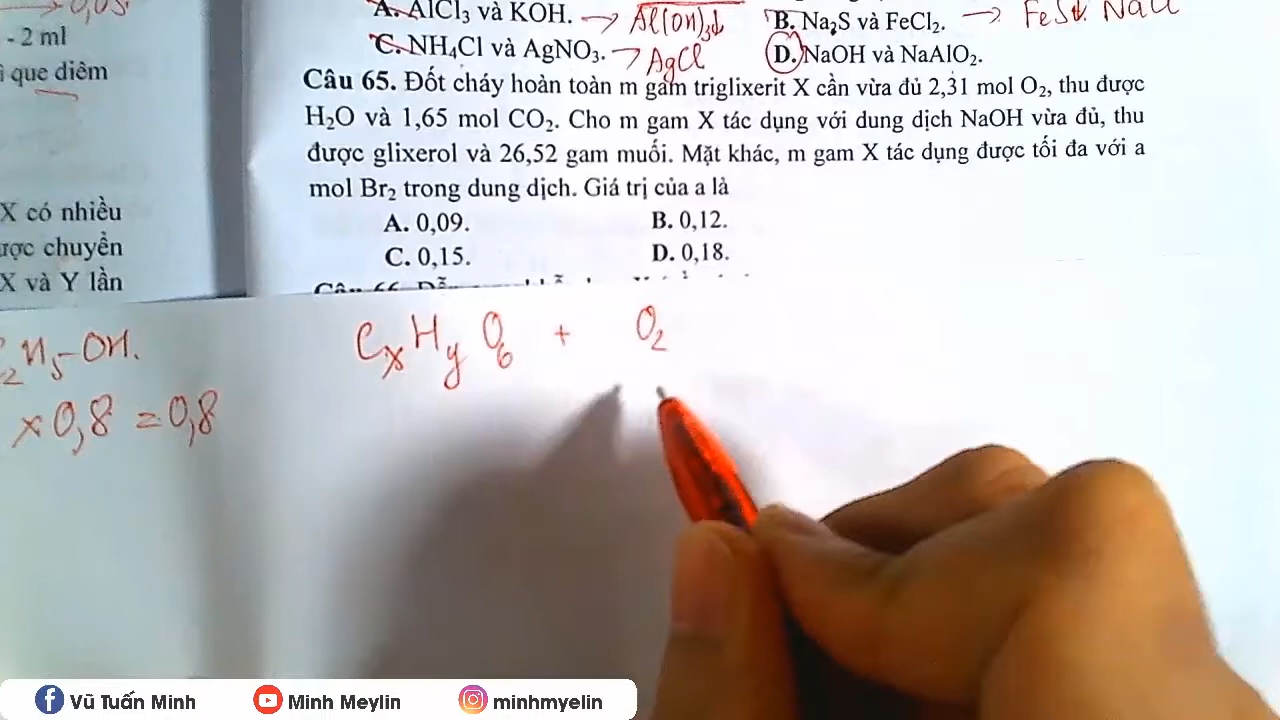 0,05
- 2 ml
que diêm
X có nhiều
ược chuyển
X và Y lần
A. AlCl₃ và KOH. → Al(OH)₃↓ B. Na₂S và FeCl₂. → FeS↓ NaCl
C. NH₄Cl và AgNO₃. → AgCl D. NaOH và NaAlO₂.
Câu 65. Đốt cháy hoàn toàn m gam triglixerit X cần vừa đủ 2,31 mol O₂, thu được
H₂O và 1,65 mol CO₂. Cho m gam X tác dụng với dung dịch NaOH vừa đủ, thu
được glixerol và 26,52 gam muối. Mặt khác, m gam X tác dụng được tối đa với a
mol Br₂ trong dung dịch. Giá trị của a là
A. 0,09. B. 0,12.
C. 0,15. D. 0,18.
₂H₅-OH.
x 0,8 = 0,8
CₓHᵧO₆ + O₂
Vũ Tuấn Minh Minh Meylin minhmyelin